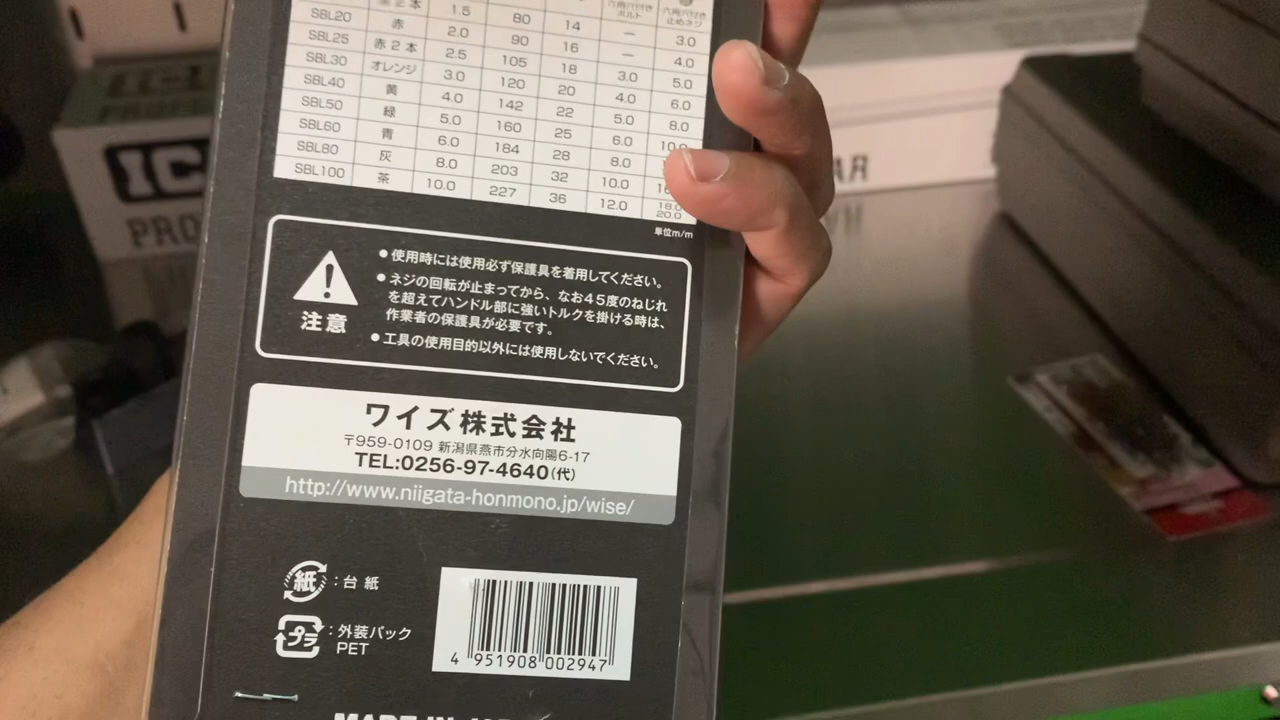 2本 1.5 80 14 — 3.0
SBL20 赤 2.0 90 16 — 4.0
SBL25 赤2本 2.5 105 18 3.0 5.0
SBL30 オレンジ 3.0 120 20 4.0 6.0
SBL40 黄 4.0 142 22 5.0 8.0
SBL50 緑 5.0 160 25 6.0 10.0
SBL60 青 6.0 184 28 8.0
SBL80 灰 8.0 203 32 10.0
SBL100 茶 10.0 227 36 12.0 18.0 20.0
単位m/m
注意
●使用時には使用必ず保護具を着用してください。
●ネジの回転が止まってから、なお45度のねじれ
を超えてハンドル部に強いトルクを掛ける時は、
作業者の保護具が必要です。
●工具の使用目的以外には使用しないでください。
ワイズ株式会社
〒959-0109 新潟県燕市分水向陽6-17
TEL:0256-97-4640(代)
http://www.niigata-honmono.jp/wise/
紙:台紙
プラ:外装パック
PET
4 951908 002947